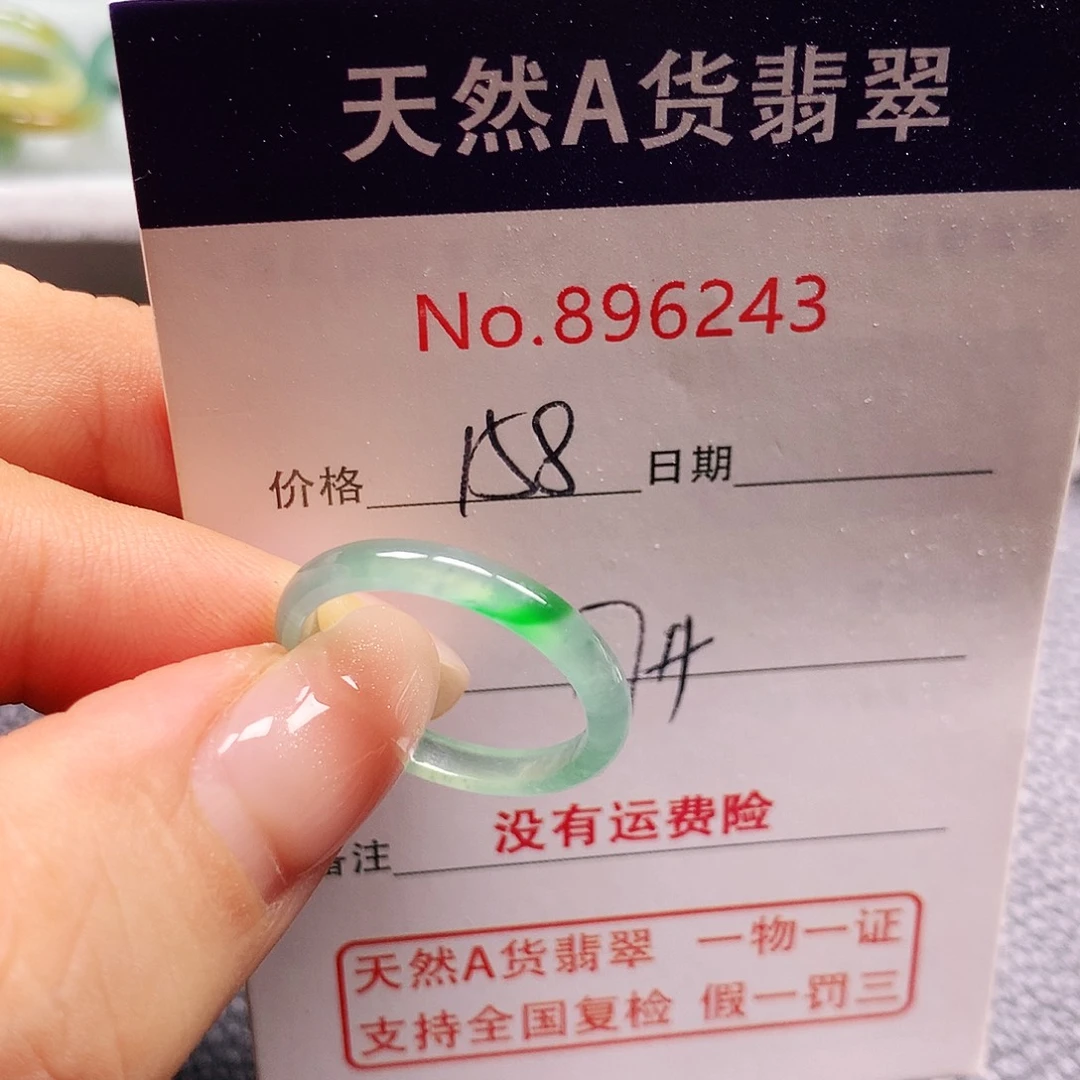 天然A货翡翠
No.896243
价格 158 日期
没有运费险
备注
天然A货翡翠 一物一证
支持全国复检 假一罚三